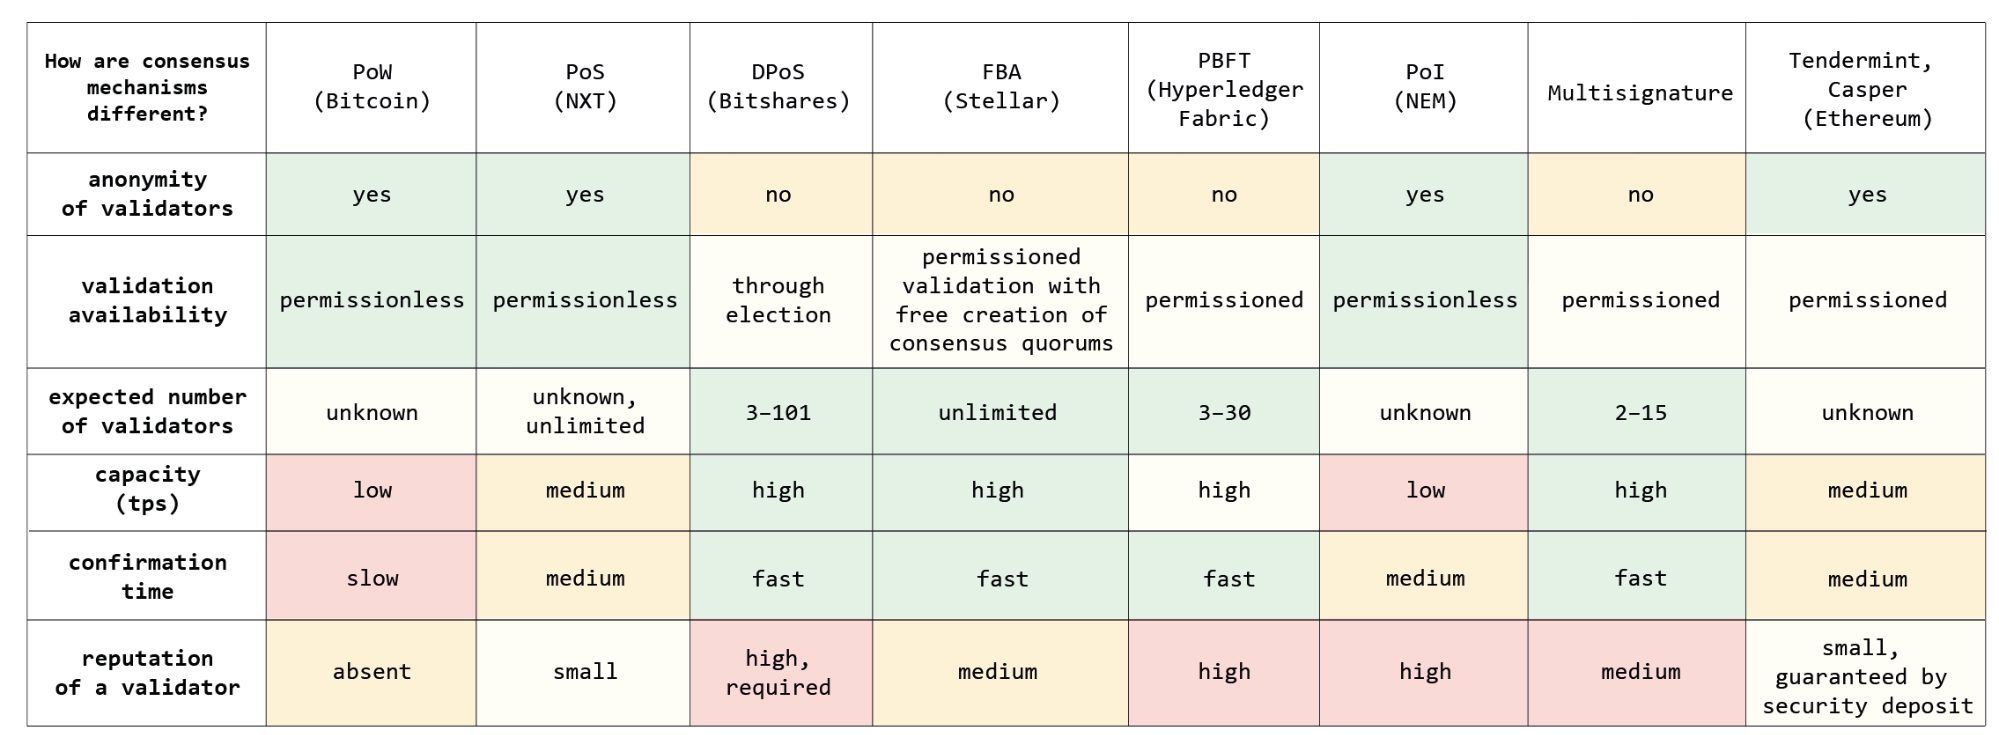 How are consensus
mechanisms
different?
PoW
(Bitcoin)
PoS
(NXT)
DPoS
(Bitshares)
FBA
(Stellar)
PBFT
(Hyperledger
Fabric)
PoI
(NEM)
Multisignature
Tendermint,
Casper
(Ethereum)
anonymity
of validators
yes
yes
no
no
no
yes
no
yes
validation
availability
permissionless
permissionless
through
election
permissioned
validation with
free creation of
consensus quorums
permissioned
permissionless
permissioned
permissioned
expected number
of validators
unknown
unknown,
unlimited
3–101
unlimited
3–30
unknown
2–15
unknown
capacity
(tps)
low
medium
high
high
high
low
high
medium
confirmation
time
slow
medium
fast
fast
fast
medium
fast
medium
reputation
of a validator
absent
small
high,
required
medium
high
high
medium
small,
guaranteed by
security deposit